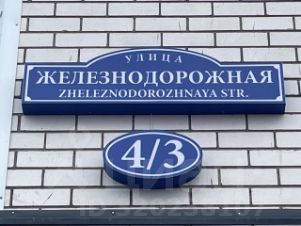 УЛИЦА
ЖЕЛЕЗНОДОРОЖНАЯ
ZHELEZNODOROZHNAYA STR.
4/3